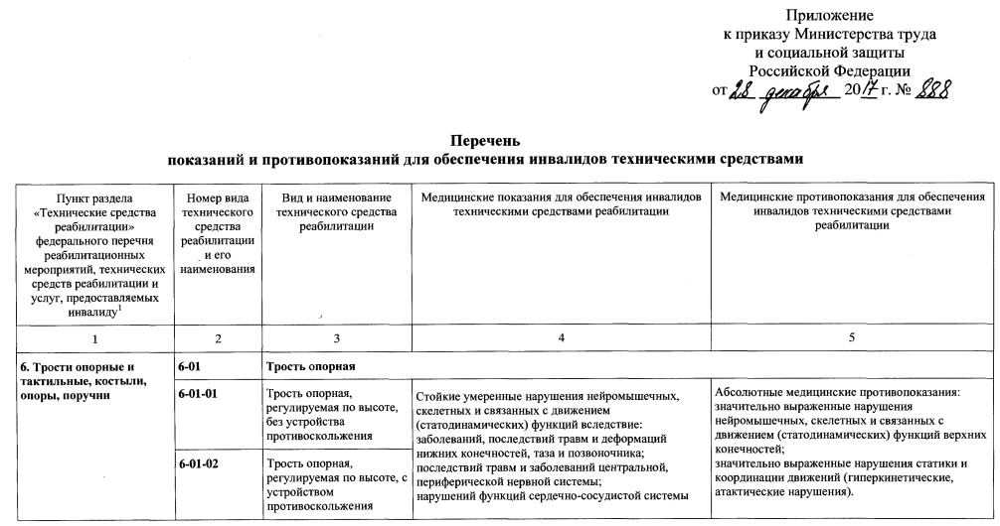 Приложение
к приказу Министерства труда
и социальной защиты
Российской Федерации
от 28 декабря 2017 г. № 888
Перечень
показаний и противопоказаний для обеспечения инвалидов техническими средствами
Пункт раздела
«Технические средства
реабилитации»
федерального перечня
реабилитационных
мероприятий, технических
средств реабилитации и
услуг, предоставляемых
инвалиду1
Номер вида
технического
средства
реабилитации
и его
наименования
Вид и наименование
технического средства
реабилитации
Медицинские показания для обеспечения инвалидов
техническими средствами реабилитации
Медицинские противопоказания для обеспечения
инвалидов техническими средствами
реабилитации
1
2
3
4
5
6. Трости опорные и
тактильные, костыли,
опоры, поручни
6-01
Трость опорная
6-01-01
Трость опорная,
регулируемая по высоте,
без устройства
противоскольжения
6-01-02
Трость опорная,
регулируемая по высоте, с
устройством
противоскольжения
Стойкие умеренные нарушения нейромышечных,
скелетных и связанных с движением
(статодинамических) функций вследствие:
заболеваний, последствий травм и деформаций
нижних конечностей, таза и позвоночника;
последствий травм и заболеваний центральной,
периферической нервной системы;
нарушений функций сердечно-сосудистой системы
Абсолютные медицинские противопоказания:
значительно выраженные нарушения
нейромышечных, скелетных и связанных с
движением (статодинамических) функций верхних
конечностей;
значительно выраженные нарушения статики и
координации движений (гиперкинетические,
атактические нарушения).